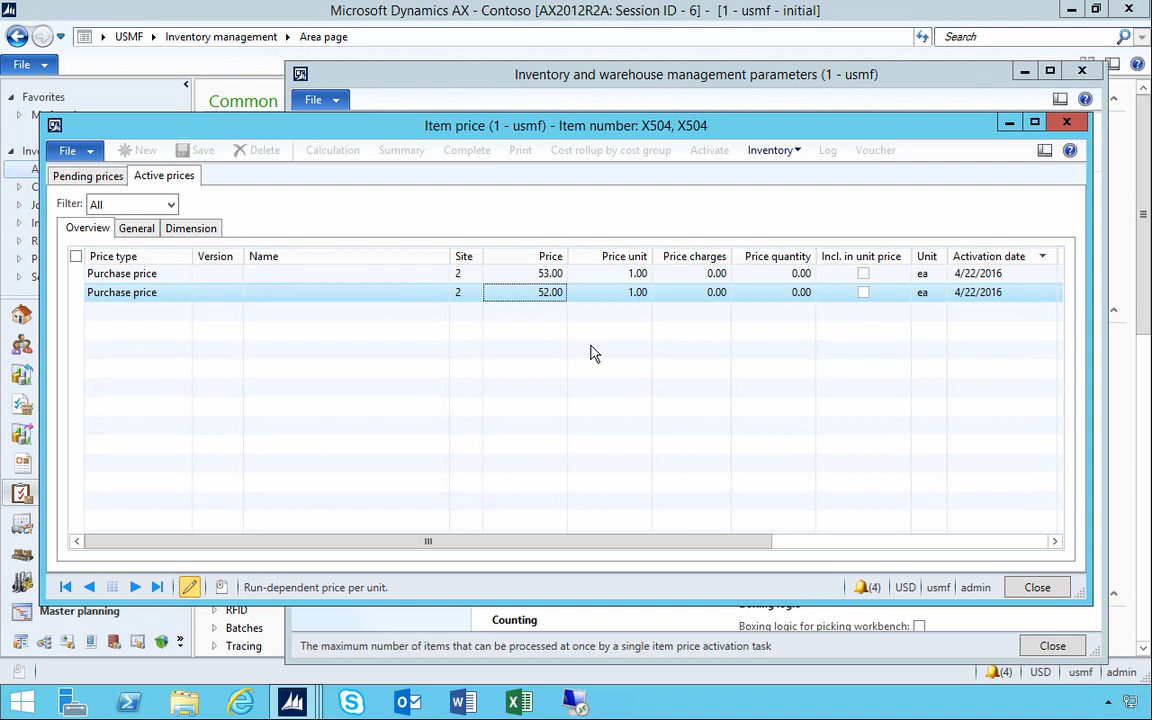 Microsoft Dynamics AX - Contoso [AX2012R2A: Session ID - 6] - [1 - usmf - initial]
USMF Inventory management Area page
Search
File
Inventory and warehouse management parameters (1 - usmf)
Favorites
Common
File
Item price (1 - usmf) - Item number: X504, X504
File New Save Delete Calculation Summary Complete Print Cost rollup by cost group Activate Inventory Log Voucher
Pending prices Active prices
Filter: All
Overview General Dimension
Price type Version Name Site Price Price unit Price charges Price quantity Incl. in unit price Unit Activation date
Purchase price 2 53.00 1.00 0.00 0.00 ea 4/22/2016
Purchase price 2 52.00 1.00 0.00 0.00 ea 4/22/2016
Run-dependent price per unit.
(4) USD usmf admin Close
Master planning
RFID
Batches
Tracing
Counting
Boxing logic for picking workbench:
The maximum number of items that can be processed at once by a single item price activation task
Close
(4) USD usmf admin